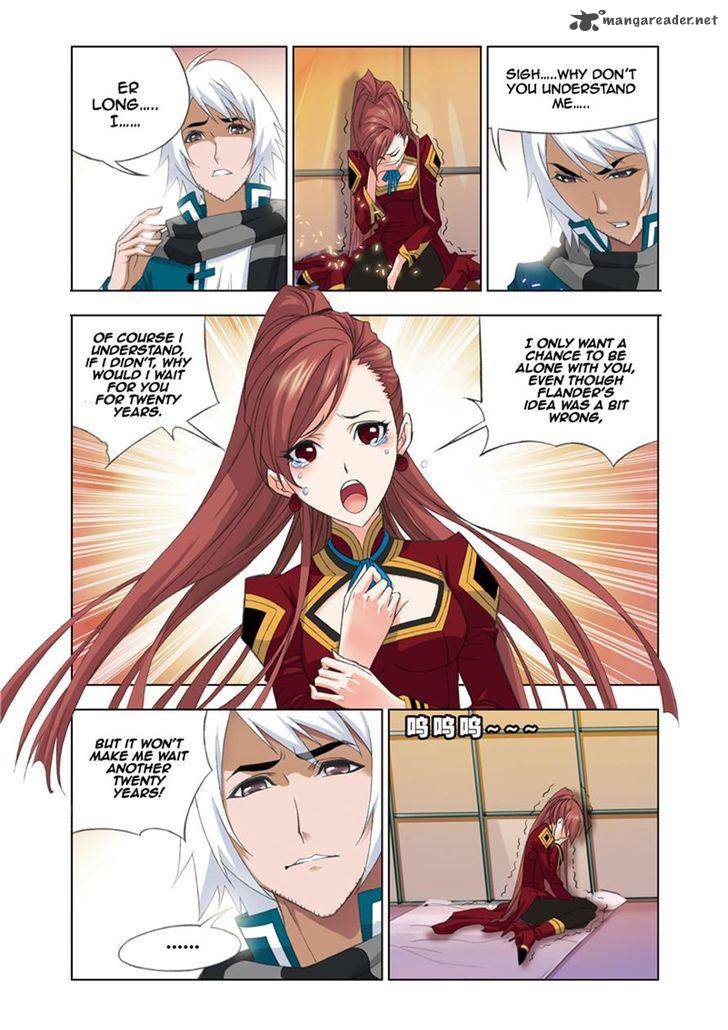 mangareader.net
ER
LONG.....
I......
SIGH.....WHY DON'T
YOU UNDERSTAND
ME.....
OF COURSE I
UNDERSTAND,
IF I DIDN'T, WHY
WOULD I WAIT
FOR YOU
FOR TWENTY
YEARS.
I ONLY WANT A
CHANCE TO BE
ALONE WITH YOU,
EVEN THOUGH
FLANDER'S
IDEA WAS A BIT
WRONG,
BUT IT WON'T
MAKE ME WAIT
ANOTHER
TWENTY
YEARS!
......
呜呜呜~~~